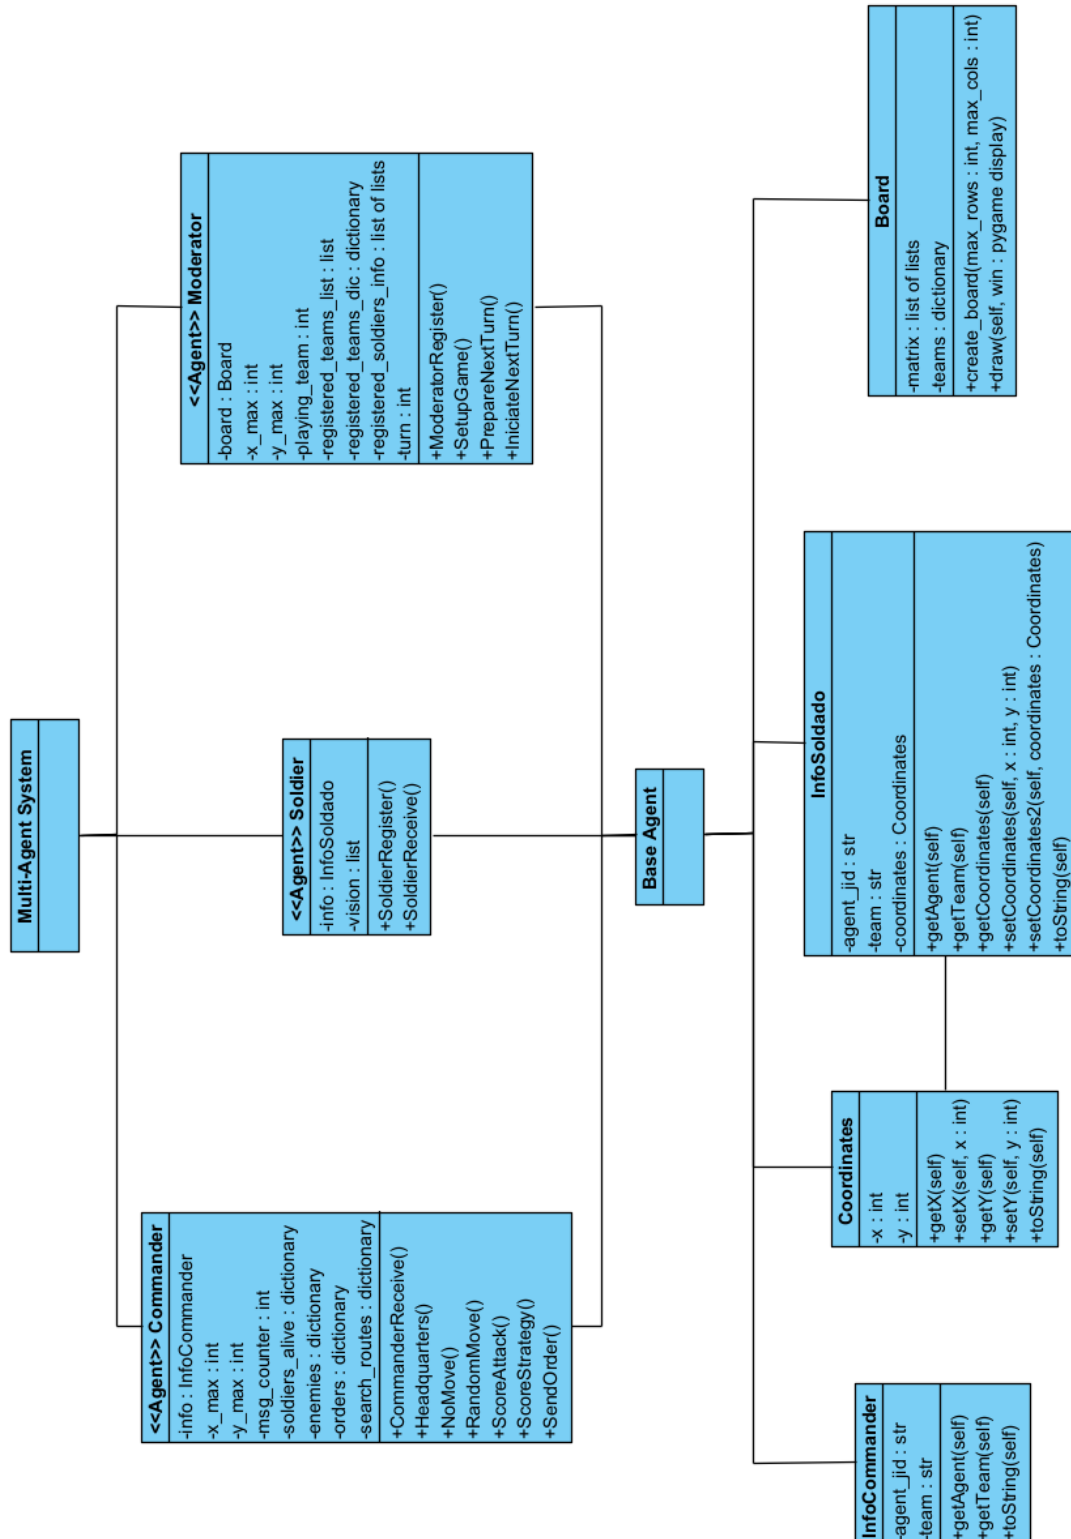 Multi-Agent System
<<Agent>> Commander
-info : InfoCommander
-x_max : int
-y_max : int
-msg_counter : int
-soldiers_alive : dictionary
-enemies : dictionary
-orders : dictionary
-search_routes : dictionary
+CommanderReceive()
+Headquarters()
+NoMove()
+RandomMove()
+ScoreAttack()
+ScoreStrategy()
+SendOrder()
<<Agent>> Soldier
-info : InfoSoldado
-vision : list
+SoldierRegister()
+SoldierReceive()
<<Agent>> Moderator
-board : Board
-x_max : int
-y_max : int
-playing_team : int
-registered_teams_list : list
-registered_teams_dic : dictionary
-registered_soldiers_info : list of lists
-turn : int
+ModeratorRegister()
+SetupGame()
+PrepareNextTurn()
+IniciateNextTurn()
Base Agent
InfoCommander
-agent_jid : str
-team : str
+getAgent(self)
+getTeam(self)
+toString(self)
Coordinates
-x : int
-y : int
+getX(self)
+setX(self, x : int)
+getY(self)
+setY(self, y : int)
+toString(self)
InfoSoldado
-agent_jid : str
-team : str
-coordinates : Coordinates
+getAgent(self)
+getTeam(self)
+getCoordinates(self)
+setCoordinates(self, x : int, y : int)
+setCoordinates2(self, coordinates : Coordinates)
+toString(self)
Board
-matrix : list of lists
-teams : dictionary
+create_board(max_rows : int, max_cols : int)
+draw(self, win : pygame display)